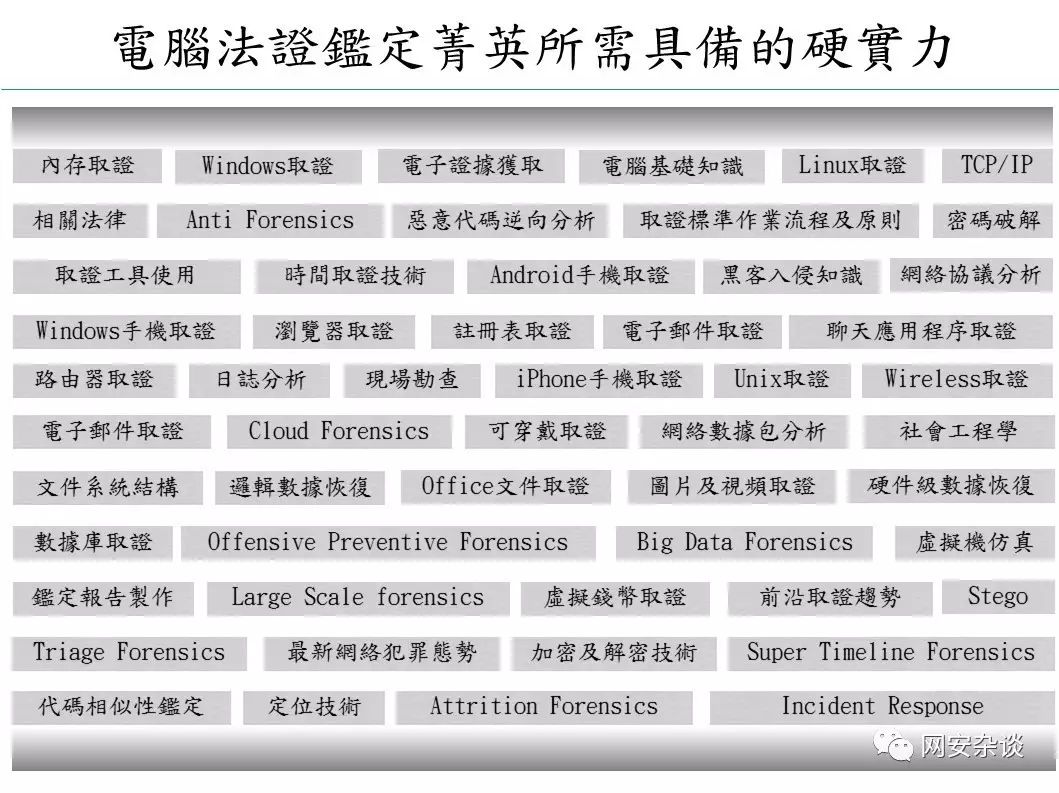 電腦法證鑑定菁英所需具備的硬實力
內存取證 Windows取證 電子證據獲取 電腦基礎知識 Linux取證 TCP/IP
相關法律 Anti Forensics 惡意代碼逆向分析 取證標準作業流程及原則 密碼破解
取證工具使用 時間取證技術 Android手機取證 黑客入侵知識 網絡協議分析
Windows手機取證 瀏覽器取證 註冊表取證 電子郵件取證 聊天應用程序取證
路由器取證 日誌分析 現場勘查 iPhone手機取證 Unix取證 Wireless取證
電子郵件取證 Cloud Forensics 可穿戴取證 網絡數據包分析 社會工程學
文件系統結構 邏輯數據恢復 Office文件取證 圖片及視頻取證 硬件級數據恢復
數據庫取證 Offensive Preventive Forensics Big Data Forensics 虛擬機仿真
鑑定報告製作 Large Scale forensics 虛擬錢幣取證 前沿取證趨勢 Stego
Triage Forensics 最新網絡犯罪態勢 加密及解密技術 Super Timeline Forensics
代碼相似性鑑定 定位技術 Attrition Forensics Incident Response
网安杂谈